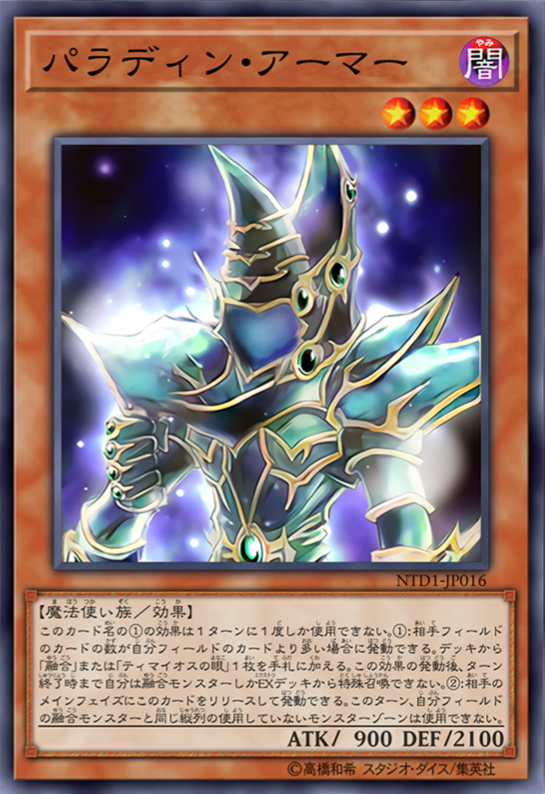 パラディン・アーマー
闇
NTD1-JP016
【魔法使い族／効果】
このカード名の①の効果は１ターンに１度しか使用できない。①:相手フィールド
のカードの数が自分フィールドのカードより多い場合に発動できる。デッキから
「融合」または「ティマイオスの眼」１枚を手札に加える。この効果の発動後、ターン
終了時まで自分は融合モンスターしかEXデッキから特殊召喚できない。②:相手の
メインフェイズにこのカードをリリースして発動できる。このターン、自分フィールド
の融合モンスターと同じ縦列の使用していないモンスターゾーンは使用できない。
ATK/ 900 DEF/2100
©高橋和希 スタジオ・ダイス/集英社